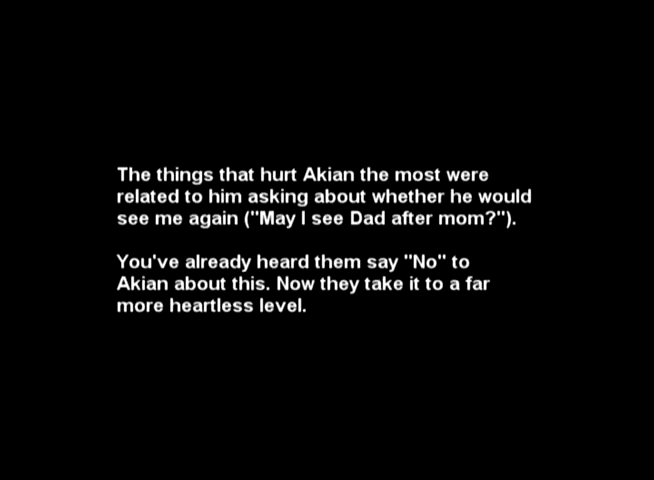 The things that hurt Akian the most were
related to him asking about whether he would
see me again ("May I see Dad after mom?").
You've already heard them say "No" to
Akian about this. Now they take it to a far
more heartless level.